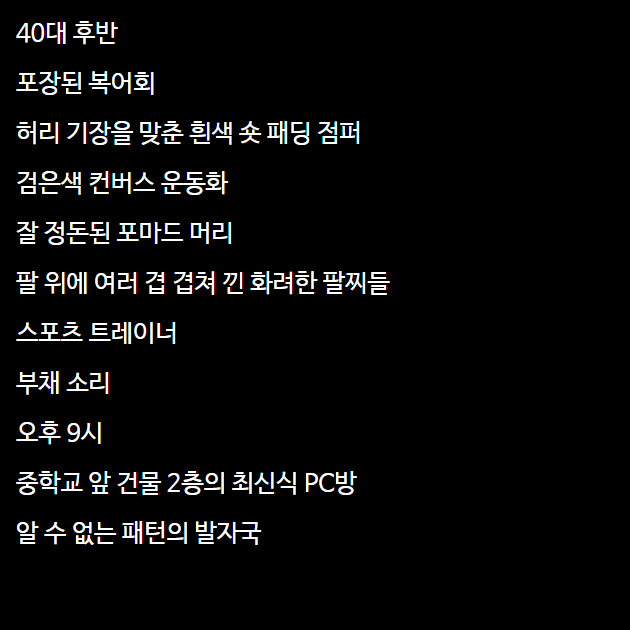 40대 후반
포장된 복어회
허리 기장을 맞춘 흰색 숏 패딩 점퍼
검은색 컨버스 운동화
잘 정돈된 포마드 머리
팔 위에 여러 겹 겹쳐 낀 화려한 팔찌들
스포츠 트레이너
부채 소리
오후 9시
중학교 앞 건물 2층의 최신식 PC방
알 수 없는 패턴의 발자국